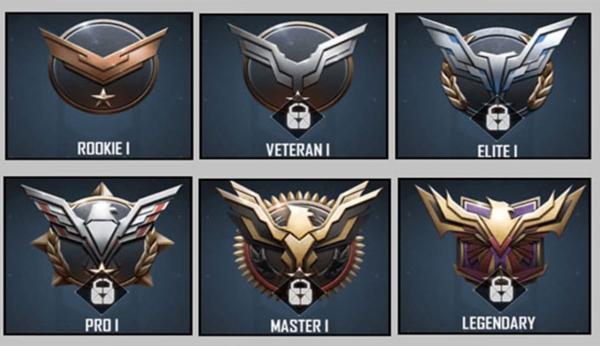 ROOKIE I
VETERAN I
ELITE I
PRO I
MASTER I
LEGENDARY